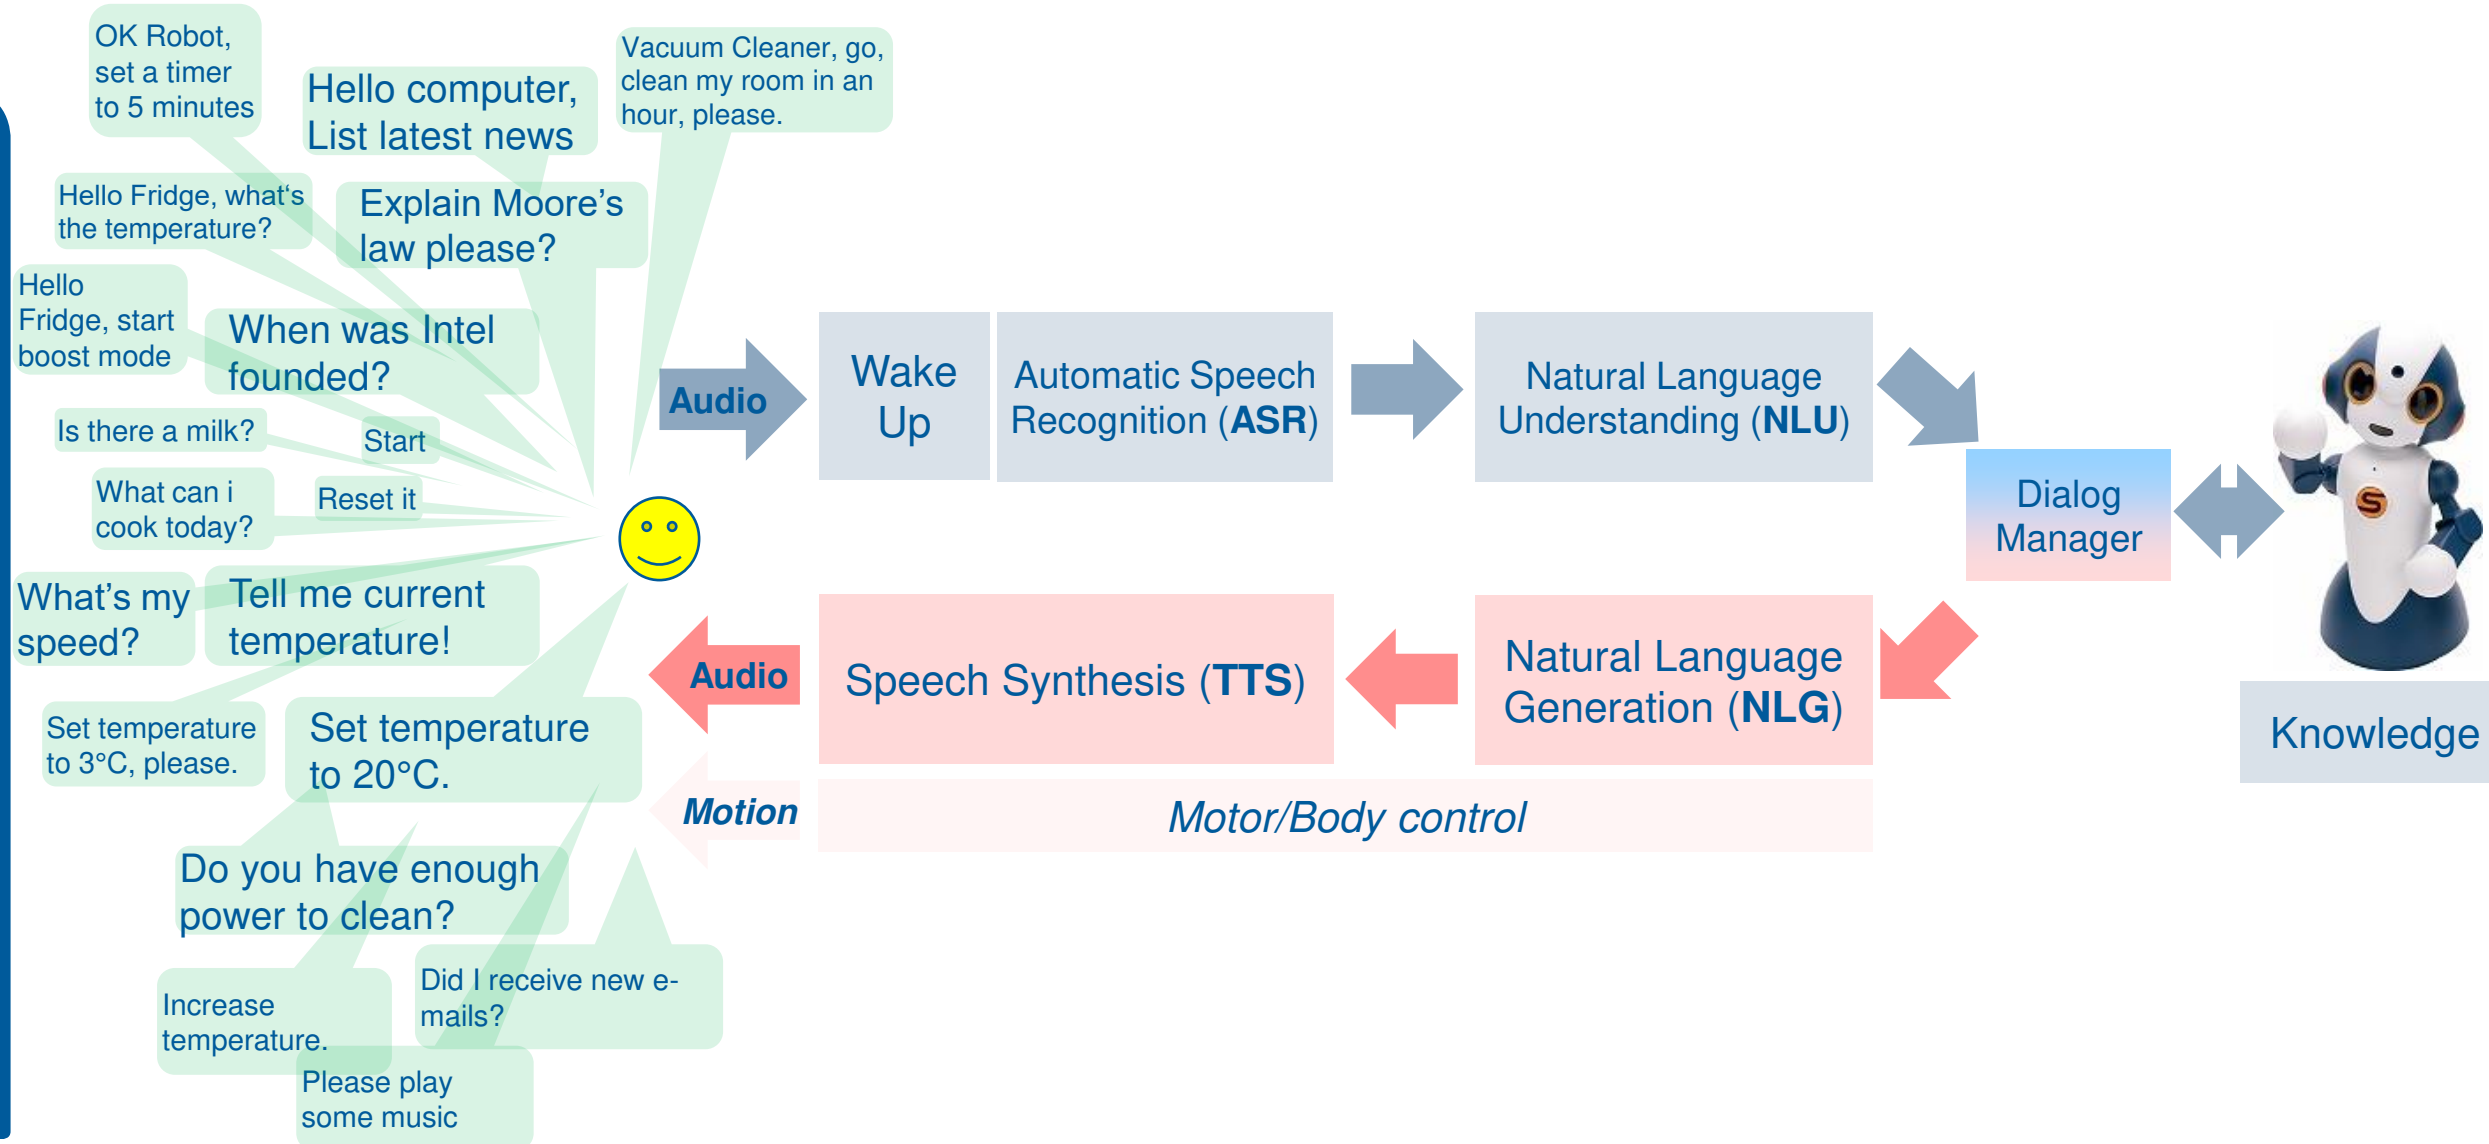 OK Robot,
set a timer
to 5 minutes
Hello computer,
List latest news
Vacuum Cleaner, go,
clean my room in an
hour, please.
Hello Fridge, what‘s
the temperature?
Explain Moore’s
law please?
Hello
Fridge, start
boost mode
When was Intel
founded?
Is there a milk?
Start
What can i
cook today?
Reset it
What’s my
speed?
Tell me current
temperature!
Set temperature
to 3°C, please.
Set temperature
to 20°C.
Do you have enough
power to clean?
Increase
temperature.
Did I receive new e-
mails?
Please play
some music
Audio
Wake
Up
Automatic Speech
Recognition (ASR)
Natural Language
Understanding (NLU)
Dialog
Manager
S
Knowledge
Natural Language
Generation (NLG)
Speech Synthesis (TTS)
Audio
Motion
Motor/Body control